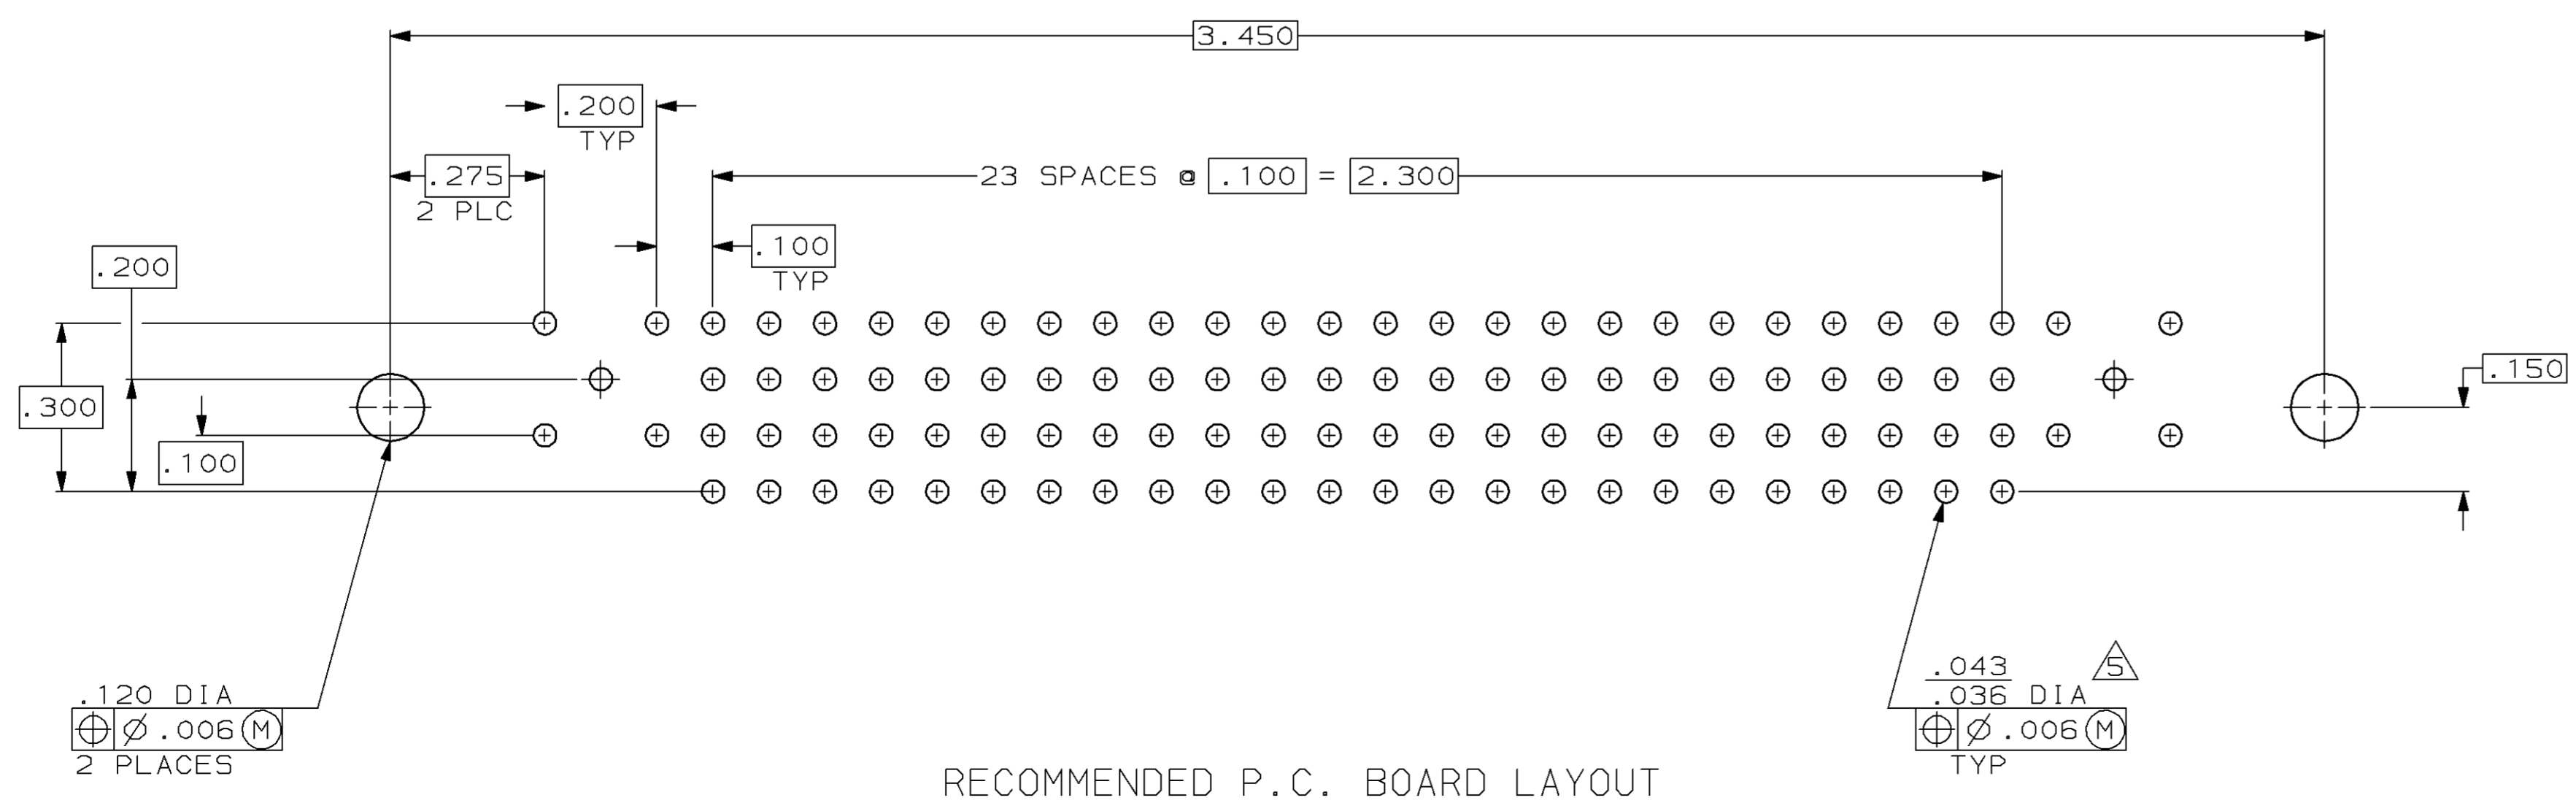 3.450
.200
TYP
.275
2 PLC
23 SPACES @ .100 = 2.300
.100
TYP
.200
.300
.100
.150
.120 DIA
⌖ Ø .006 Ⓜ
2 PLACES
.043
.036 DIA
5
⌖ Ø .006 Ⓜ
TYP
RECOMMENDED P.C. BOARD LAYOUT